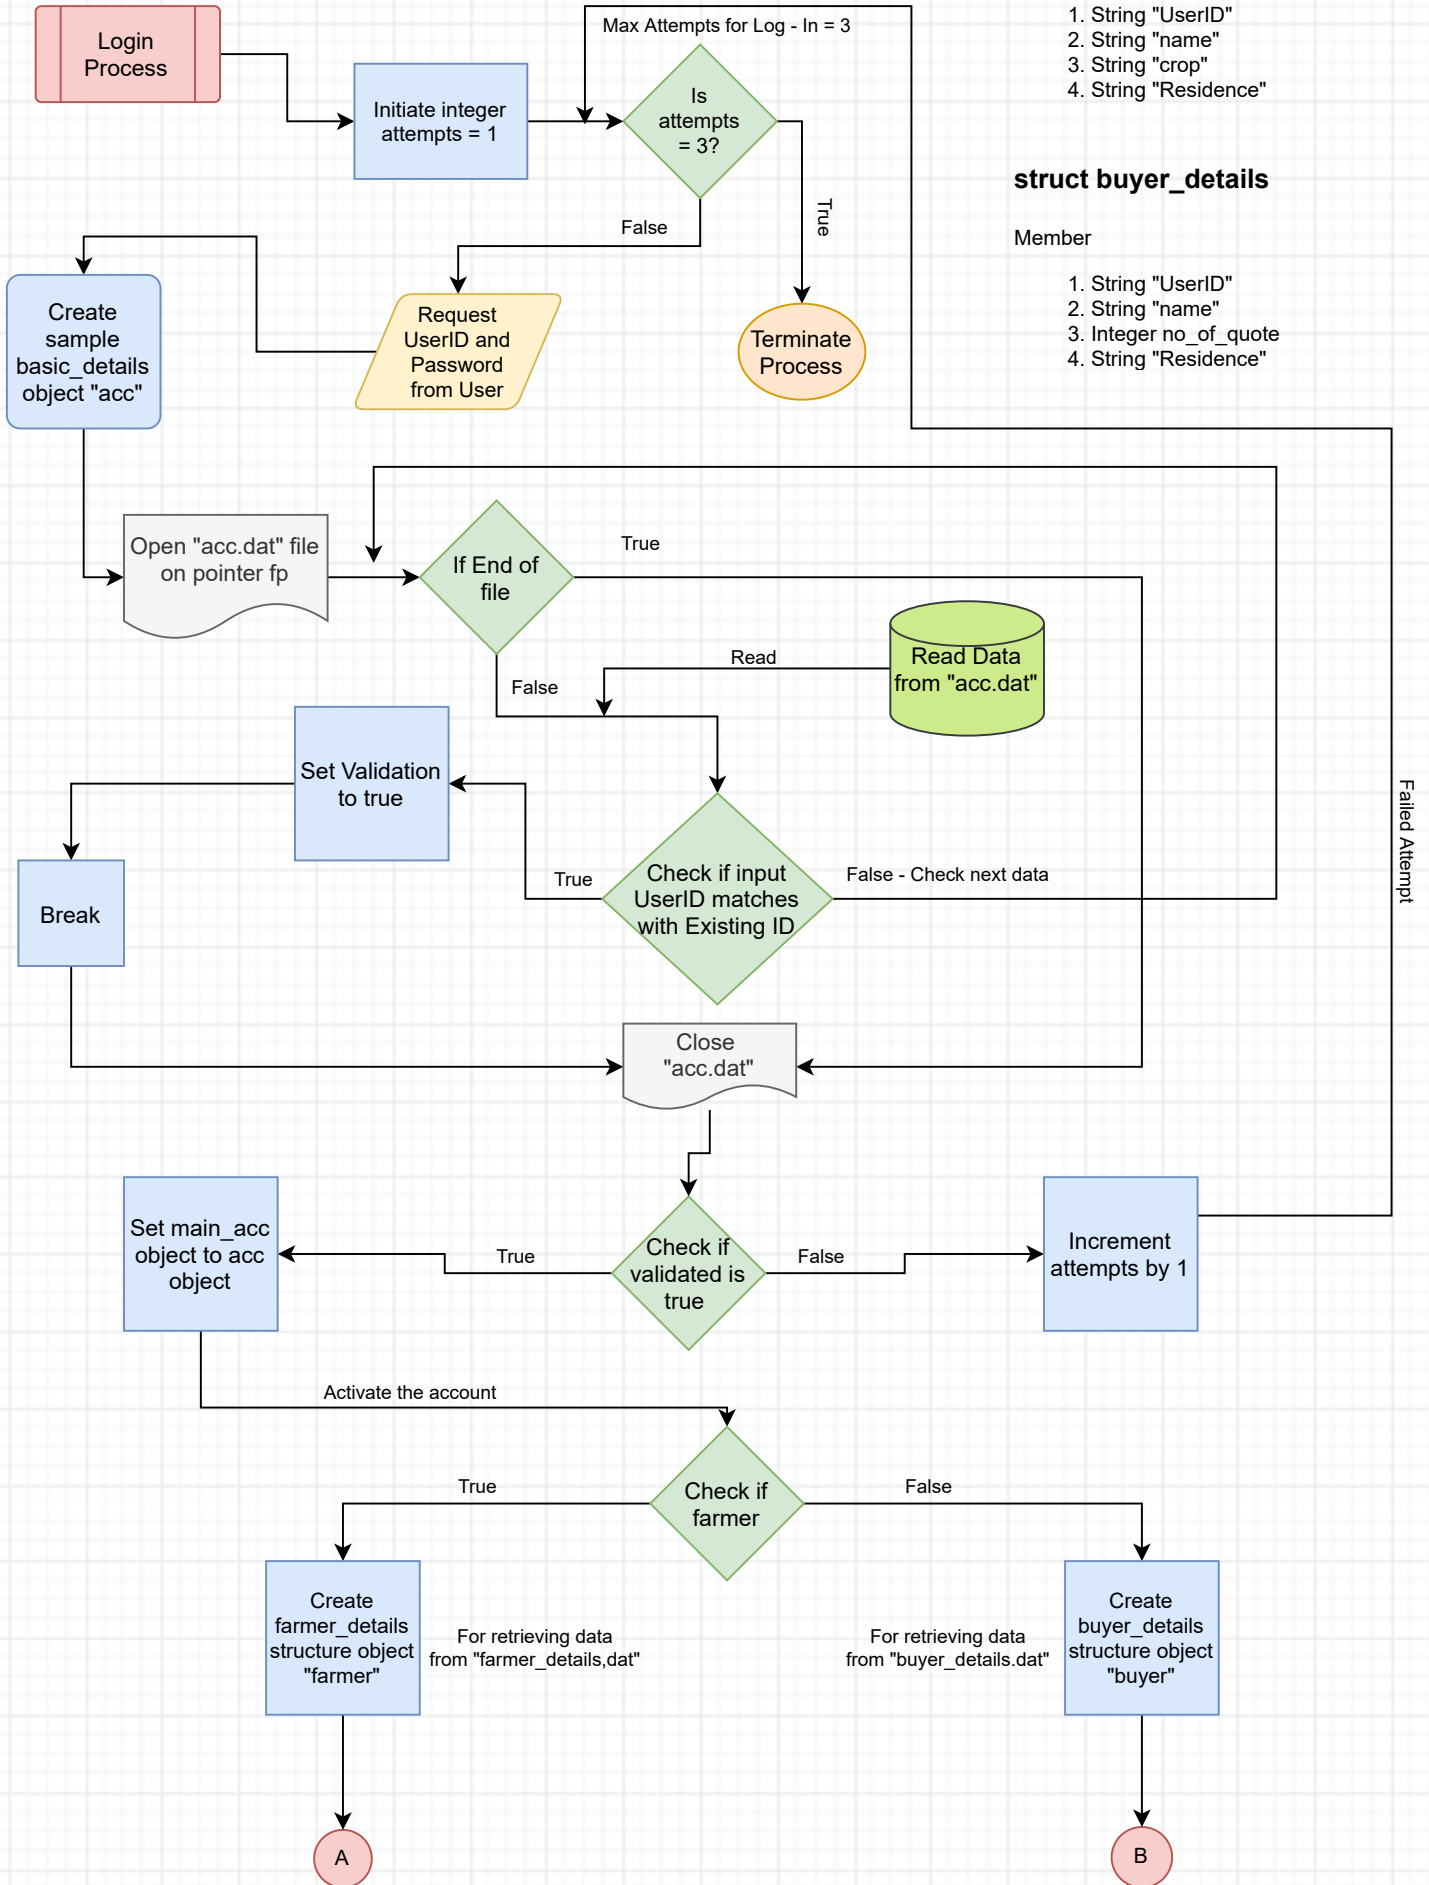 Login
Process
Initiate integer
attempts = 1
Max Attempts for Log - In = 3
Is
attempts
= 3?
True
False
1. String "UserID"
2. String "name"
3. String "crop"
4. String "Residence"
struct buyer_details
Member
1. String "UserID"
2. String "name"
3. Integer no_of_quote
4. String "Residence"
Create
sample
basic_details
object "acc"
Request
UserID and
Password
from User
Terminate
Process
Open "acc.dat" file
on pointer fp
If End of
file
True
False
Read
Read Data
from "acc.dat"
Set Validation
to true
Break
True
Check if input
UserID matches
with Existing ID
False - Check next data
Failed Attempt
Close
"acc.dat"
Set main_acc
object to acc
object
True
Check if
validated is
true
False
Increment
attempts by 1
Activate the account
True
Check if
farmer
False
Create
farmer_details
structure object
"farmer"
For retrieving data
from "farmer_details,dat"
For retrieving data
from "buyer_details.dat"
Create
buyer_details
structure object
"buyer"
A
B